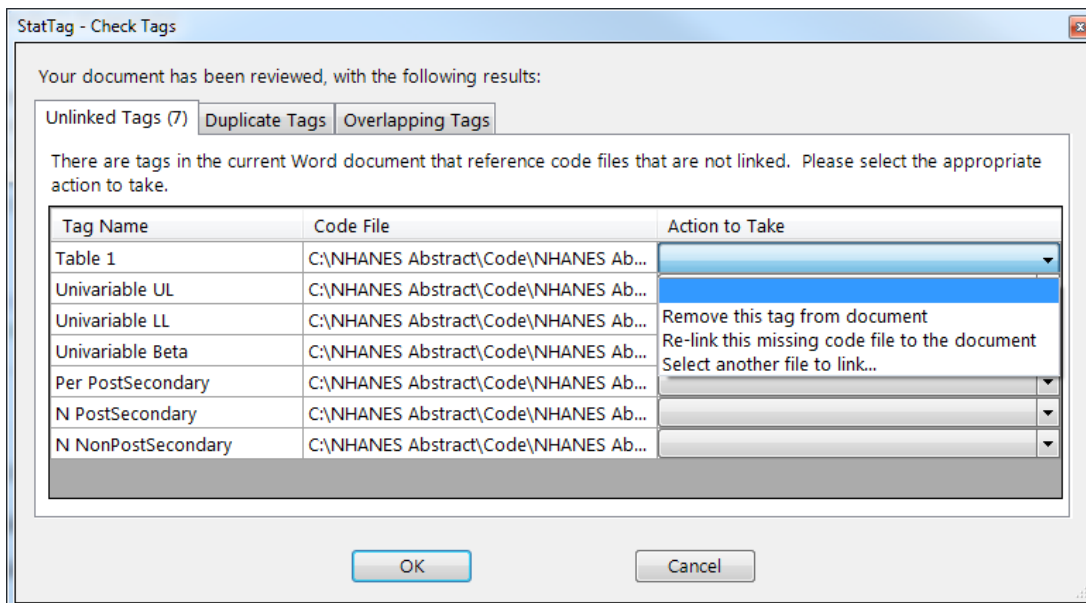 StatTag - Check Tags
Your document has been reviewed, with the following results:
Unlinked Tags (7) Duplicate Tags Overlapping Tags
There are tags in the current Word document that reference code files that are not linked. Please select the appropriate
action to take.
Tag Name Code File Action to Take
Table 1 C:\NHANES Abstract\Code\NHANES Ab...
Univariable UL C:\NHANES Abstract\Code\NHANES Ab...
Univariable LL C:\NHANES Abstract\Code\NHANES Ab... Remove this tag from document
Univariable Beta C:\NHANES Abstract\Code\NHANES Ab... Re-link this missing code file to the document
Per PostSecondary C:\NHANES Abstract\Code\NHANES Ab... Select another file to link...
N PostSecondary C:\NHANES Abstract\Code\NHANES Ab...
N NonPostSecondary C:\NHANES Abstract\Code\NHANES Ab...
OK Cancel